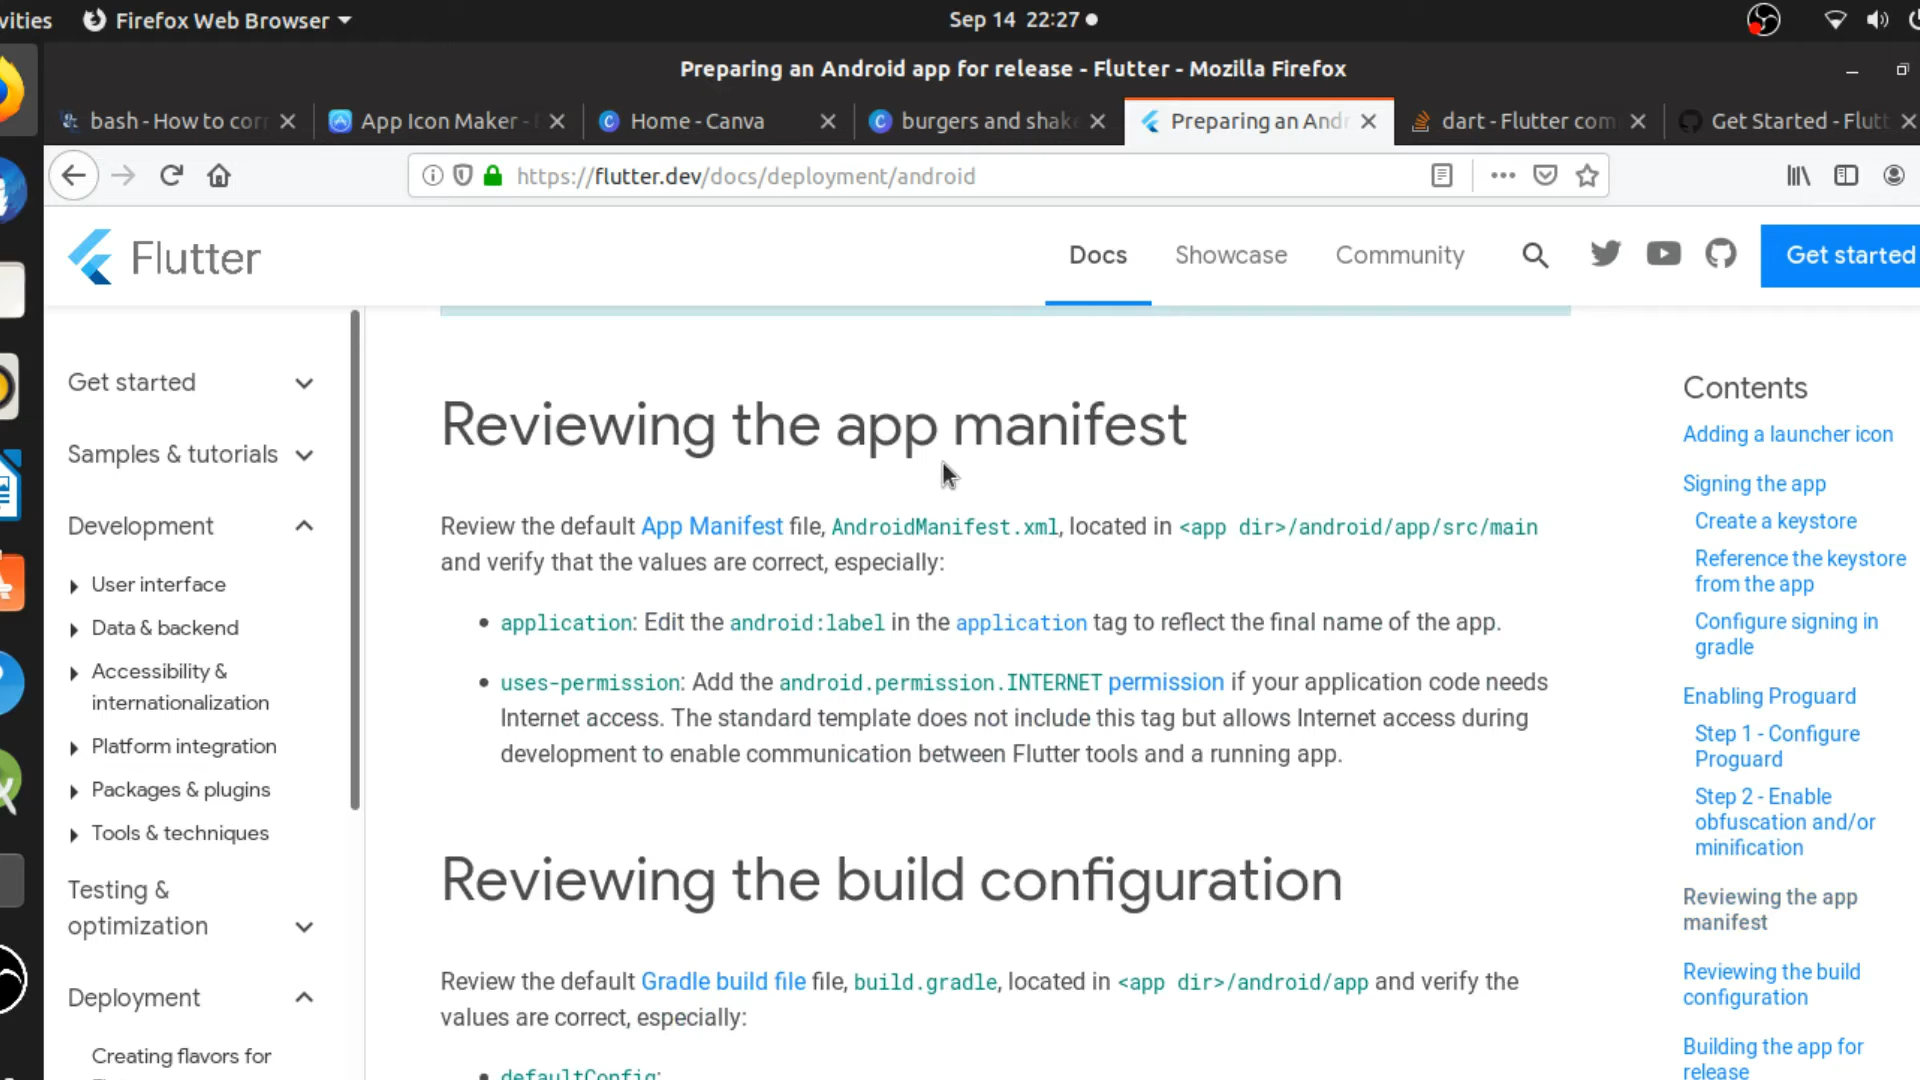 vities
Firefox Web Browser
Sep 14 22:27
Preparing an Android app for release - Flutter - Mozilla Firefox
bash - How to corr
App Icon Maker -
Home - Canva
burgers and shake
Preparing an Andr
dart - Flutter com
Get Started - Flutt
https://flutter.dev/docs/deployment/android
Flutter
Docs
Showcase
Community
Get started
Get started
Samples & tutorials
Development
User interface
Data & backend
Accessibility &
internationalization
Platform integration
Packages & plugins
Tools & techniques
Testing &
optimization
Deployment
Creating flavors for
Reviewing the app manifest
Review the default App Manifest file, AndroidManifest.xml, located in <app dir>/android/app/src/main
and verify that the values are correct, especially:
application: Edit the android:label in the application tag to reflect the final name of the app.
uses-permission: Add the android.permission.INTERNET permission if your application code needs
Internet access. The standard template does not include this tag but allows Internet access during
development to enable communication between Flutter tools and a running app.
Reviewing the build configuration
Review the default Gradle build file file, build.gradle, located in <app dir>/android/app and verify the
values are correct, especially:
defaultConfig:
Contents
Adding a launcher icon
Signing the app
Create a keystore
Reference the keystore
from the app
Configure signing in
gradle
Enabling Proguard
Step 1 - Configure
Proguard
Step 2 - Enable
obfuscation and/or
minification
Reviewing the app
manifest
Reviewing the build
configuration
Building the app for
release